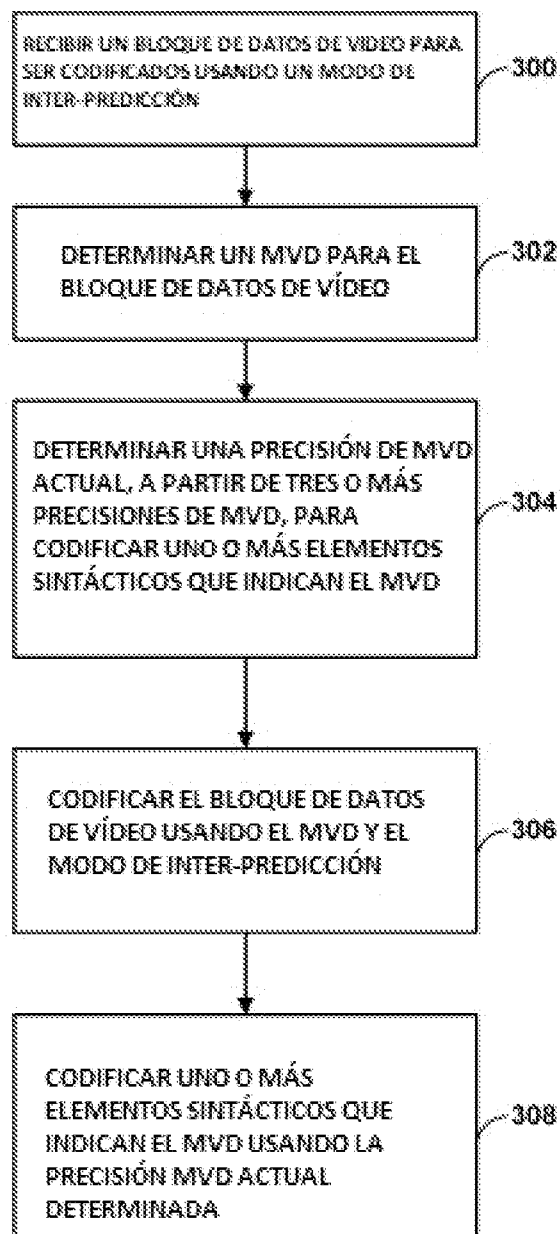 RECIBIR UN BLOQUE DE DATOS DE VIDEO PARA
SER CODIFICADOS USANDO UN MODO DE
INTER-PREDICCIÓN
300
DETERMINAR UN MVD PARA EL
BLOQUE DE DATOS DE VÍDEO
302
DETERMINAR UNA PRECISIÓN DE MVD
ACTUAL, A PARTIR DE TRES O MÁS
PRECISIONES DE MVD, PARA
CODIFICAR UNO O MÁS ELEMENTOS
SINTÁCTICOS QUE INDICAN EL MVD
304
CODIFICAR EL BLOQUE DE DATOS
DE VÍDEO USANDO EL MVD Y EL
MODO DE INTER-PREDICCIÓN
306
CODIFICAR UNO O MÁS
ELEMENTOS SINTÁCTICOS QUE
INDICAN EL MVD USANDO LA
PRECISIÓN MVD ACTUAL
DETERMINADA
308